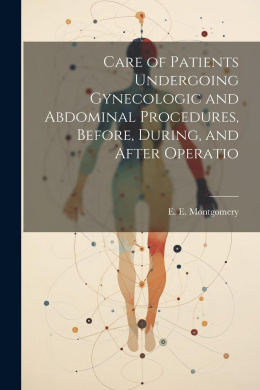 Care of Patients
Undergoing
Gynecologic and
Abdominal Procedures,
Before, During, and
After Operatio
E. E. Montgomery